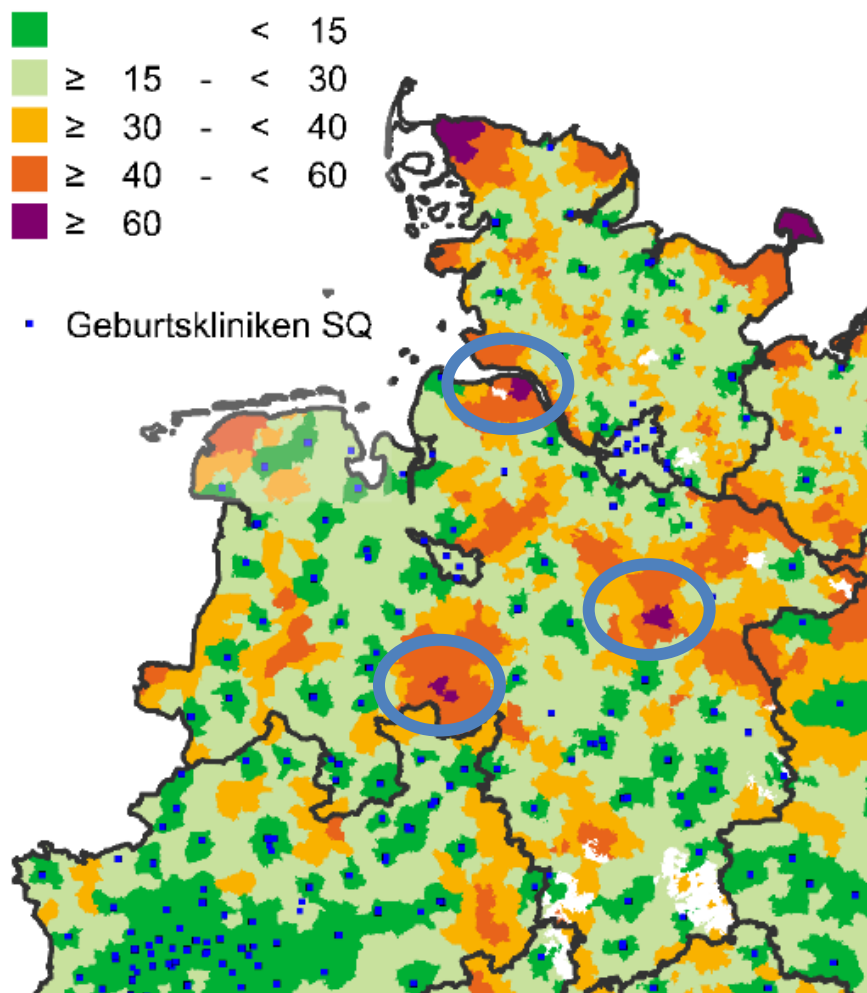 < 15
≥ 15 - < 30
≥ 30 - < 40
≥ 40 - < 60
≥ 60
Geburtskliniken SQ